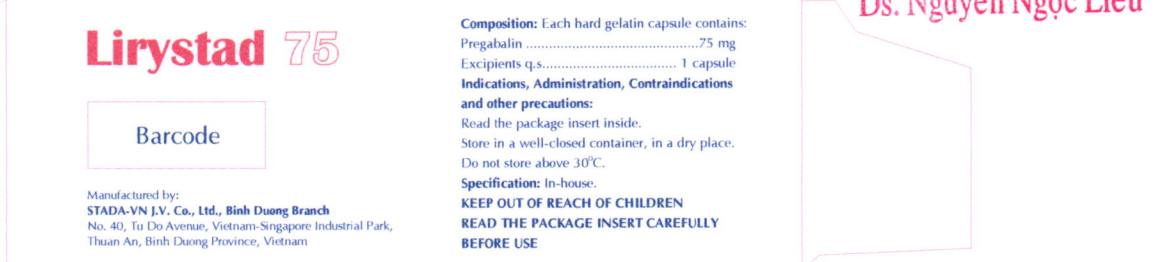 Lirystad 75
Barcode
Manufactured by:
STADA-VN J.V. Co., Ltd., Binh Duong Branch
No. 40, Tu Do Avenue, Vietnam-Singapore Industrial Park,
Thuan An, Binh Duong Province, Vietnam
Composition: Each hard gelatin capsule contains:
Pregabalin ............................................75 mg
Excipients q.s.................................. 1 capsule
Indications, Administration, Contraindications
and other precautions:
Read the package insert inside.
Store in a well-closed container, in a dry place.
Do not store above 30°C.
Specification: In-house.
KEEP OUT OF REACH OF CHILDREN
READ THE PACKAGE INSERT CAREFULLY
BEFORE USE
Ds. Nguyễn Ngọc Liễu